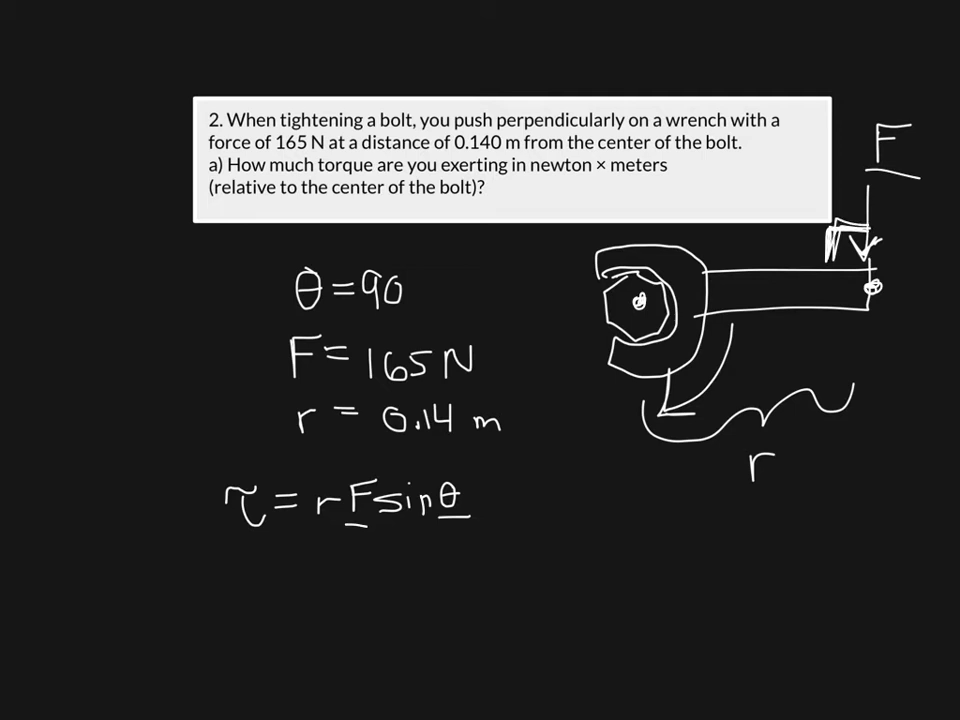 2. When tightening a bolt, you push perpendicularly on a wrench with a
force of 165 N at a distance of 0.140 m from the center of the bolt.
a) How much torque are you exerting in newton × meters
(relative to the center of the bolt)?
F
θ = 90
F = 165 N
r = 0.14 m
r
τ = r F sin θ